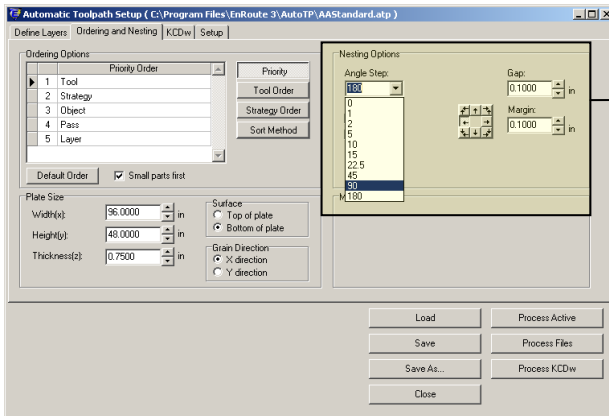 Automatic Toolpath Setup ( C:\Program Files\EnRoute 3\AutoTP\AAStandard.atp )
Define Layers Ordering and Nesting KCDw Setup
Ordering Options
Priority Order
1 Tool
2 Strategy
3 Object
4 Pass
5 Layer
Priority
Tool Order
Strategy Order
Sort Method
Default Order Small parts first
Nesting Options
Angle Step:
180
0
1
2
5
10
15
22.5
45
90
180
Gap:
0.1000 in
Margin:
0.1000 in
Plate Size
Width(x): 96.0000 in
Height(y): 48.0000 in
Thickness(z): 0.7500 in
Surface
Top of plate
Bottom of plate
Grain Direction
X direction
Y direction
M
Load Process Active
Save Process Files
Save As... Process KCDw
Close